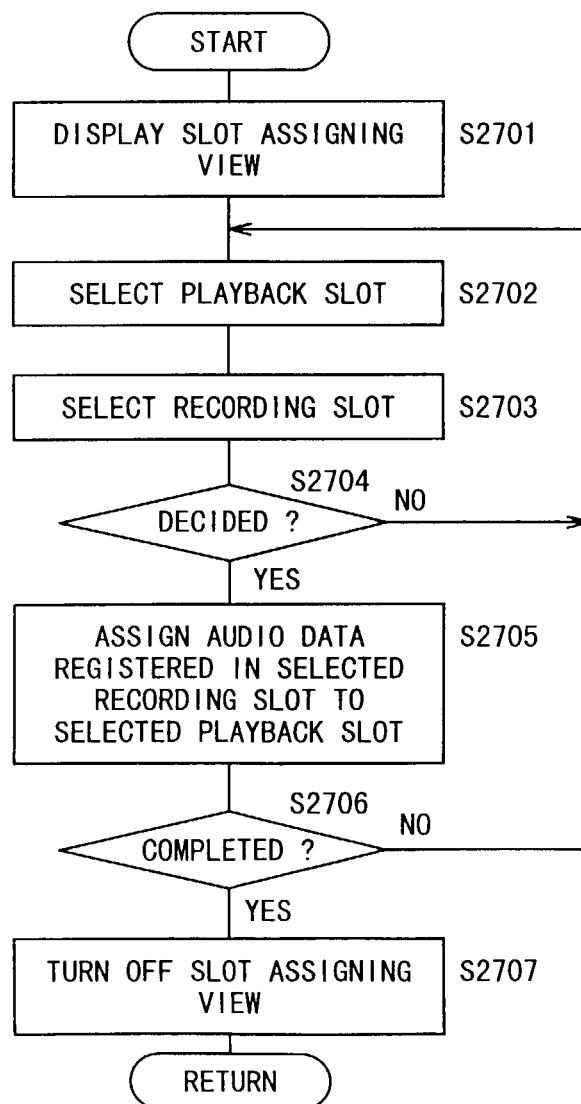 START
DISPLAY SLOT ASSIGNING
VIEW
S2701
SELECT PLAYBACK SLOT
S2702
SELECT RECORDING SLOT
S2703
S2704
DECIDED ?
NO
YES
ASSIGN AUDIO DATA
REGISTERED IN SELECTED
RECORDING SLOT TO
SELECTED PLAYBACK SLOT
S2705
S2706
COMPLETED ?
NO
YES
TURN OFF SLOT ASSIGNING
VIEW
S2707
RETURN